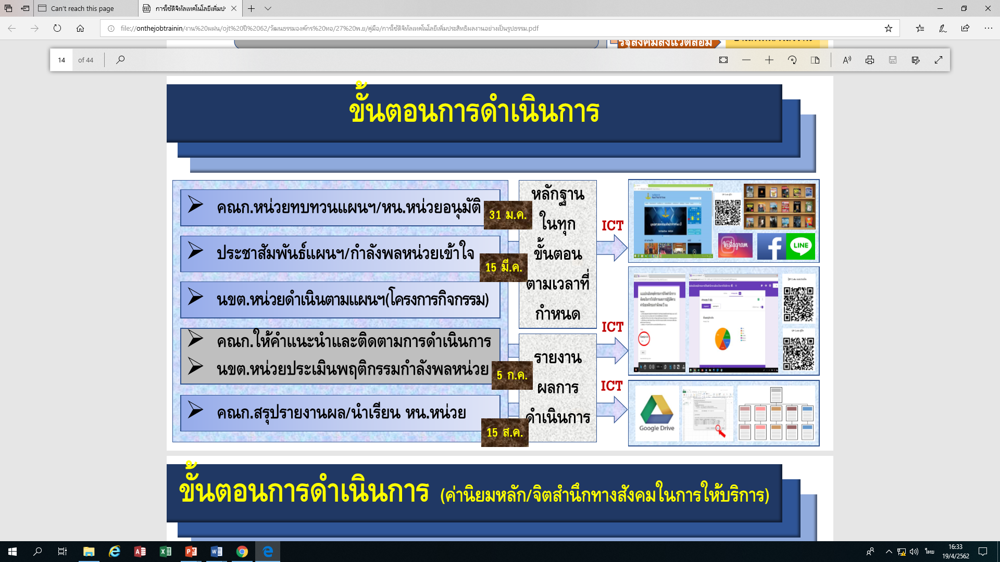 Can't reach this page
การใช้ดิจิทัลเทคโนโลยีเพิ่มป
file://onthejobtrainin/งาน%20ผฝน/ojt%20ปี%2062/วัฒนธรรมองค์กร%20ทอ/27%20พ.ย/คู่มือ/การใช้ดิจิทัลเทคโนโลยีเพิ่มประสิทธิผลงานอย่างเป็นรูปธรรม.pdf
14 of 44
ขั้นตอนการดำเนินการ
คณก.หน่วยทบทวนแผนฯ/หน.หน่วยอนุมัติ
31 ม.ค.
ประชาสัมพันธ์แผนฯ/กำลังพลหน่วยเข้าใจ
15 มี.ค.
นขต.หน่วยดำเนินตามแผนฯ(โครงการกิจกรรม)
คณก.ให้คำแนะนำและติดตามการดำเนินการ
นขต.หน่วยประเมินพฤติกรรมกำลังพลหน่วย
5 ก.ค.
คณก.สรุปรายงานผล/นำเรียน หน.หน่วย
15 ส.ค.
หลักฐาน
ในทุก
ขั้นตอน
ตามเวลาที่
กำหนด
รายงาน
ผลการ
ดำเนินการ
ICT
ICT
ICT
Instagram
LINE
Google Drive
ขั้นตอนการดำเนินการ (ค่านิยมหลัก/จิตสำนึกทางสังคมในการให้บริการ)
ไทย
16:33
19/4/2562